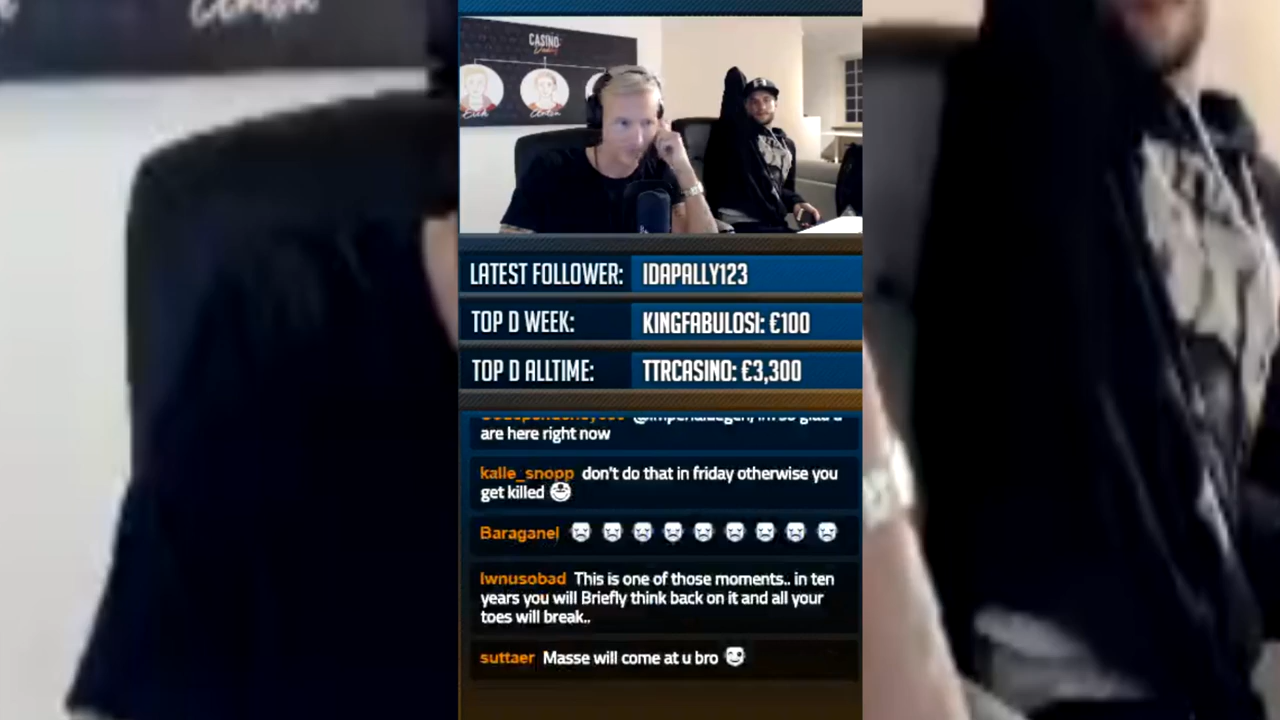 CASINO
Daddy
Erik
Anton
LATEST FOLLOWER: IDAPALLY123
TOP D WEEK: KINGFABULOSI: €100
TOP D ALLTIME: TTRCASINO: €3,300
are here right now
kalle_snopp don't do that in friday otherwise you
get killed
Baraganel
lwnusobad This is one of those moments.. in ten
years you will Briefly think back on it and all your
toes will break..
suttaer Masse will come at u bro